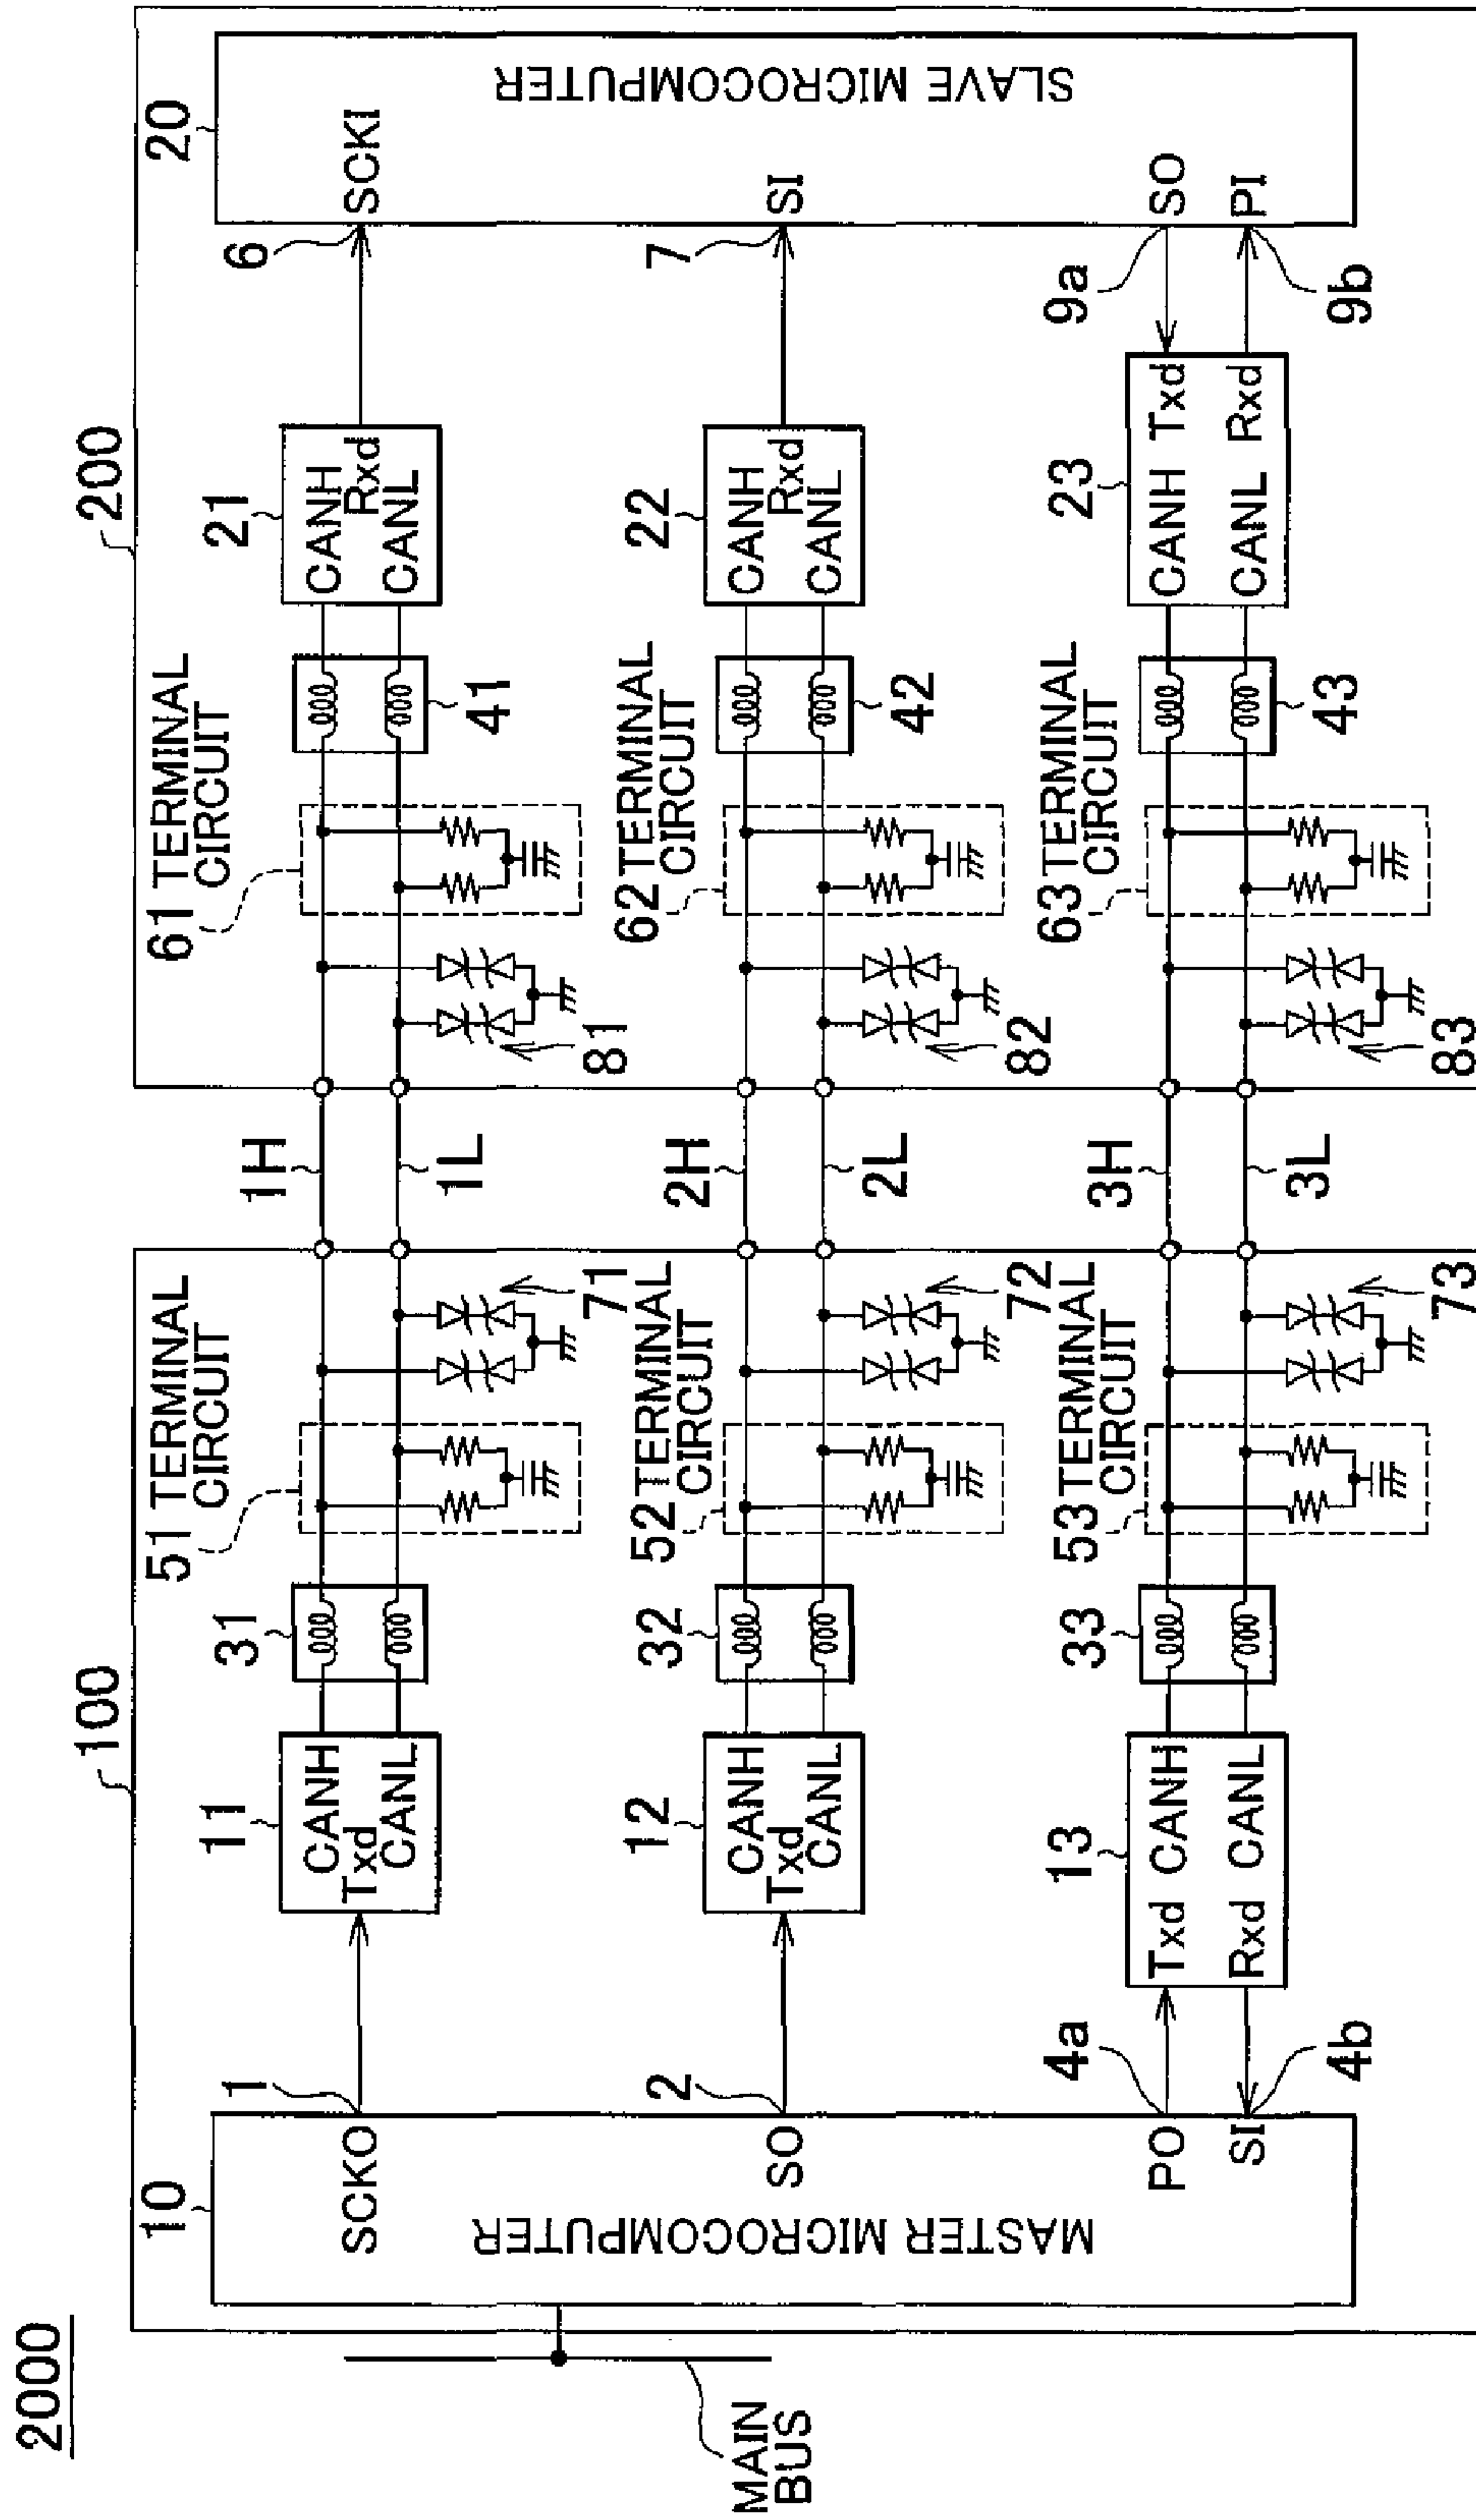 2000
100
200
10
20
MAIN
BUS
MASTER MICROCOMPUTER
SLAVE MICROCOMPUTER
SCKO
1
11
CANH
Txd
CANL
31
51 TERMINAL
CIRCUIT
71
1H
1L
81
61 TERMINAL
CIRCUIT
41
21
CANH
Rxd
CANL
6
SCKI
SO
2
12
CANH
Txd
CANL
32
52 TERMINAL
CIRCUIT
72
2H
2L
82
62 TERMINAL
CIRCUIT
42
22
CANH
Rxd
CANL
7
SI
PO
SI
4a
4b
13
Txd CANH
Rxd CANL
33
53 TERMINAL
CIRCUIT
73
3H
3L
83
63 TERMINAL
CIRCUIT
43
23
CANH Txd
CANL Rxd
9a
9b
SO
PI